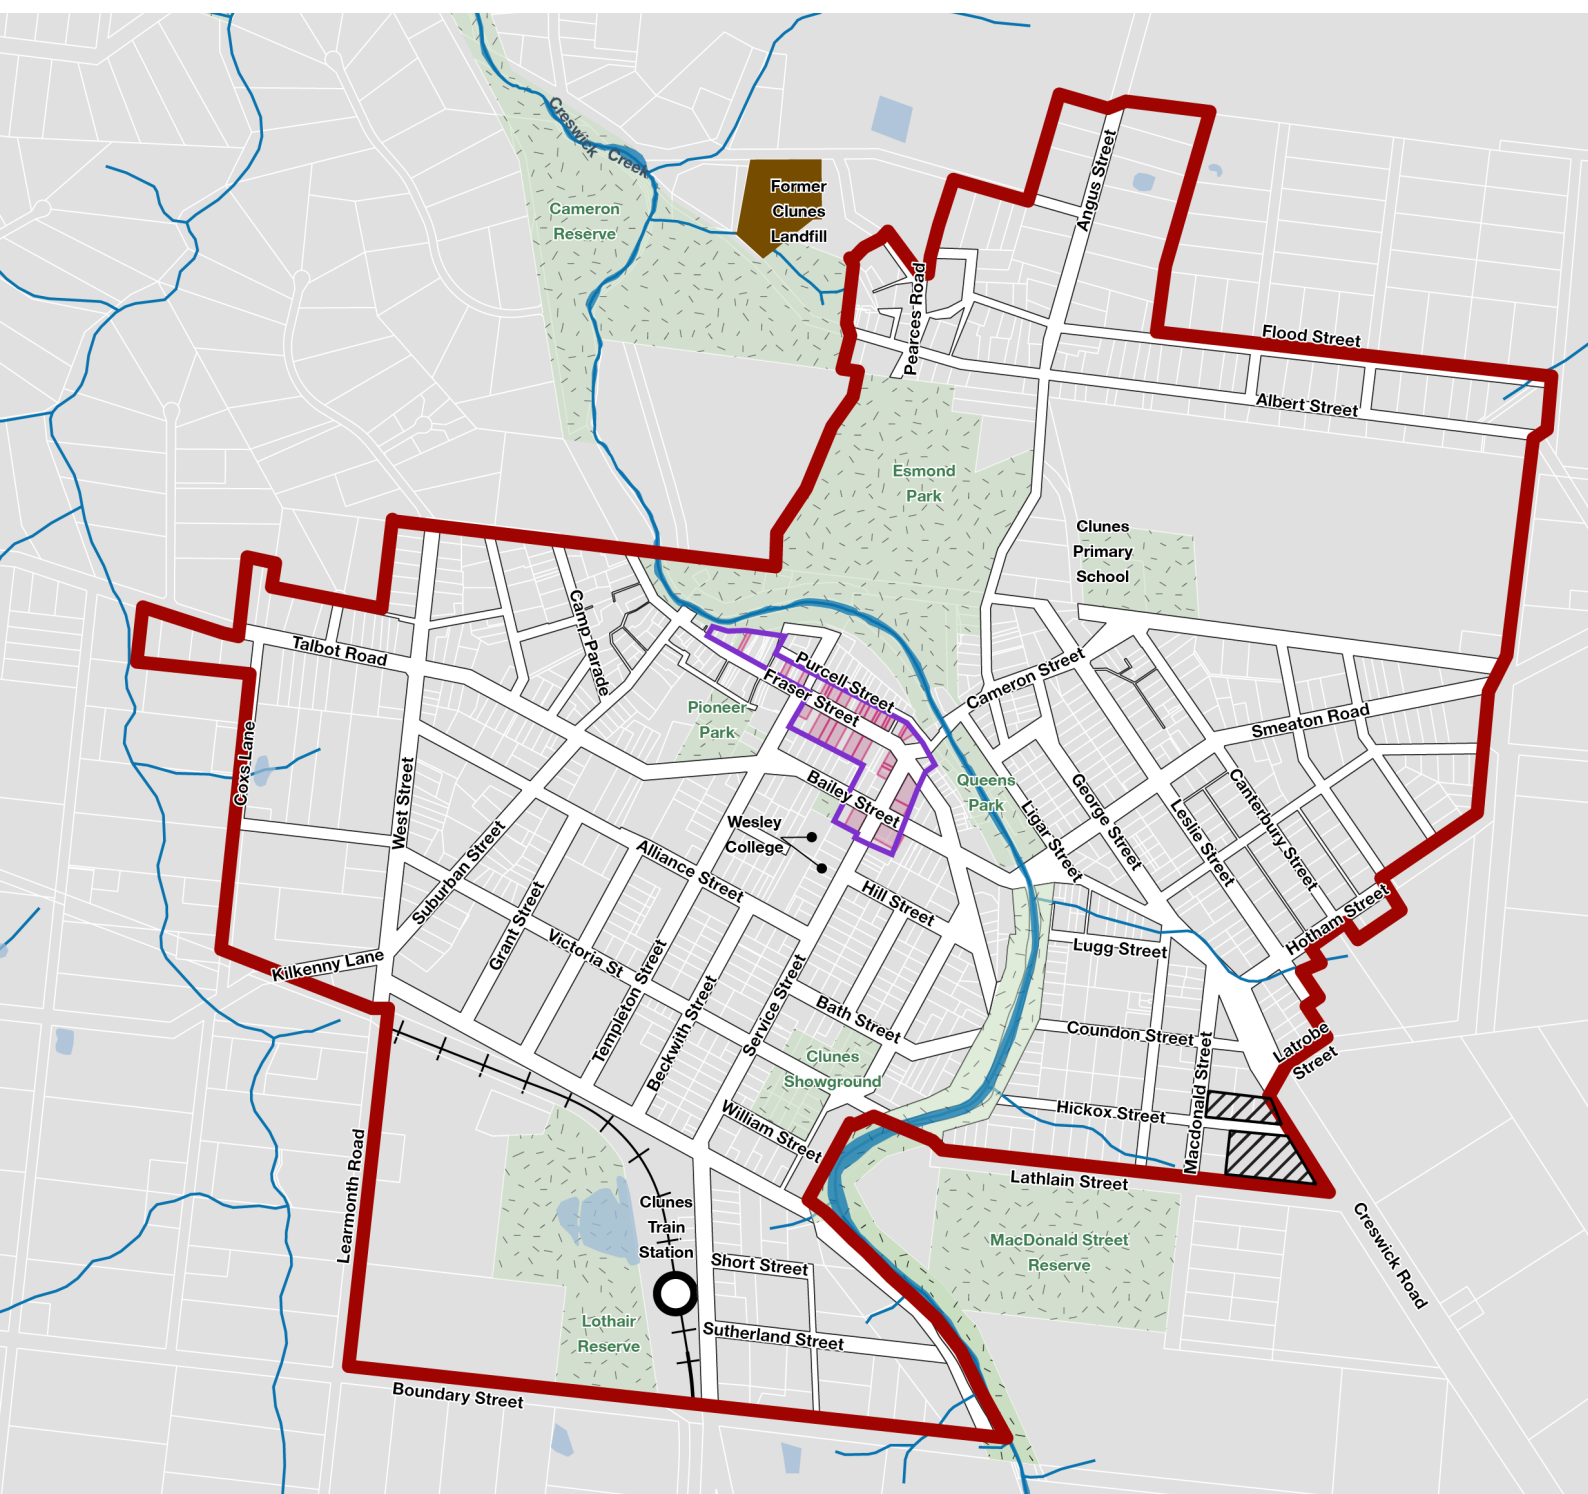 Creswick Creek
Former
Clunes
Landfill
Cameron
Reserve
Angus Street
Pearces Road
Flood Street
Albert Street
Esmond
Park
Clunes
Primary
School
Talbot Road
Camp Parade
Purcell Street
Fraser Street
Cameron Street
Pioneer
Park
Smeaton Road
Coxs Lane
West Street
Bailey Street
Queens
Park
Wesley
College
Ligar Street
George Street
Leslie Street
Canterbury Street
Suburban Street
Alliance Street
Hill Street
Hotham Street
Grant Street
Victoria St
Lugg Street
Kilkenny Lane
Templeton Street
Beckwith Street
Service Street
Bath Street
Coundon Street
Latrobe
Street
Clunes
Showground
Macdonald Street
Hickox Street
William Street
Learmonth Road
Lathlain Street
Clunes
Train
Station
MacDonald Street
Reserve
Creswick Road
Short Street
Lothair
Reserve
Sutherland Street
Boundary Street